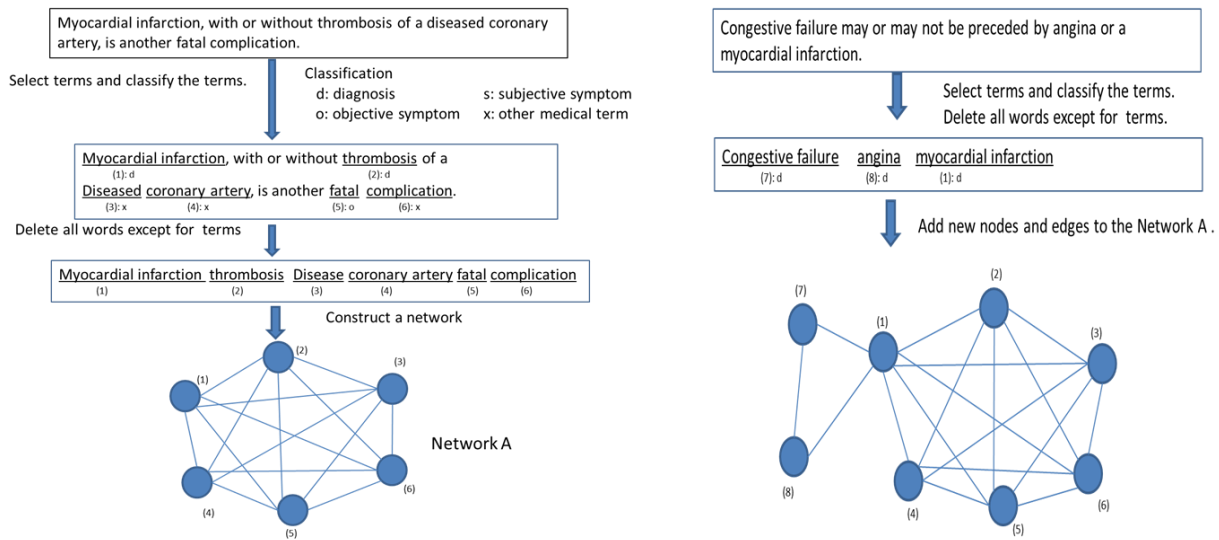 Myocardial infarction, with or without thrombosis of a diseased coronary
artery, is another fatal complication.
Select terms and classify the terms.
Classification
d: diagnosis s: subjective symptom
o: objective symptom x: other medical term
Myocardial infarction, with or without thrombosis of a
(1): d (2): d
Diseased coronary artery, is another fatal complication.
(3): x (4): x (5): o (6): x
Delete all words except for terms
Myocardial infarction thrombosis Disease coronary artery fatal complication
(1) (2) (3) (4) (5) (6)
Construct a network
(2)
(3)
(1)
Network A
(6)
(4)
(5)
Congestive failure may or may not be preceded by angina or a
myocardial infarction.
Select terms and classify the terms.
Delete all words except for terms.
Congestive failure angina myocardial infarction
(7): d (8): d (1): d
Add new nodes and edges to the Network A .
(2)
(7)
(1)
(3)
(8)
(6)
(4)
(5)